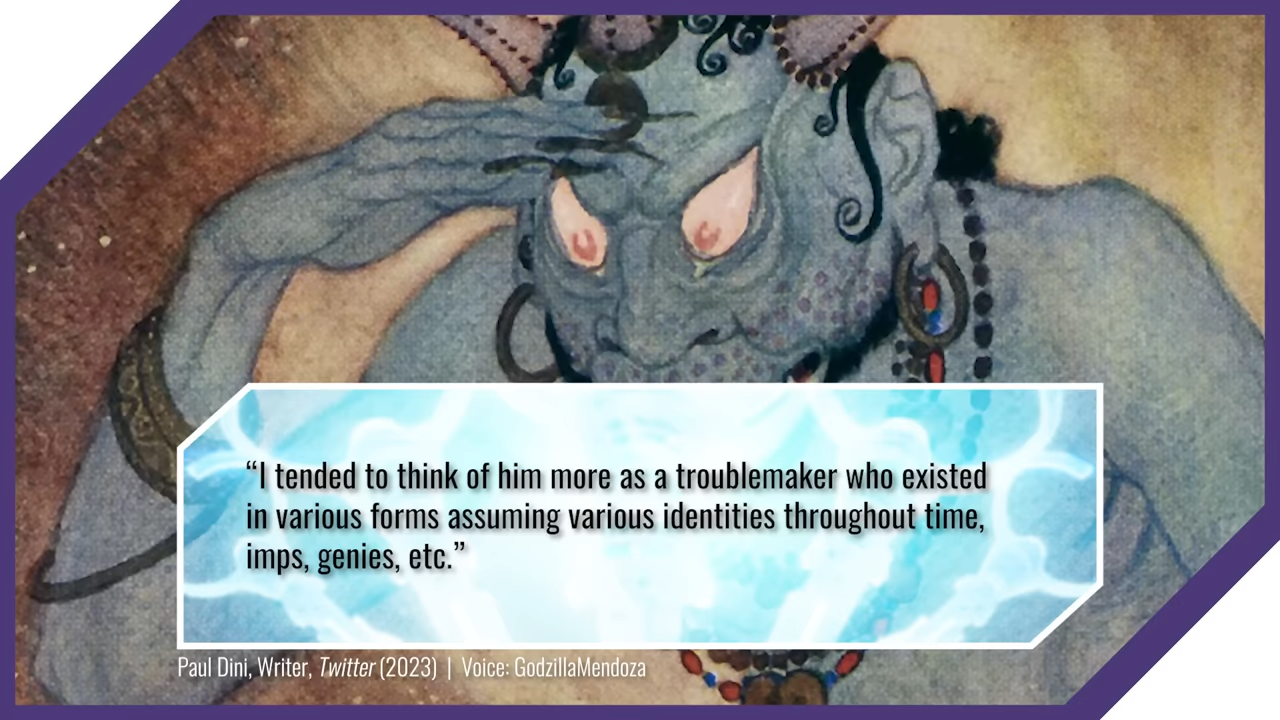 “I tended to think of him more as a troublemaker who existed
in various forms assuming various identities throughout time,
imps, genies, etc.”
Paul Dini, Writer, Twitter (2023) | Voice: GodzillaMendoza